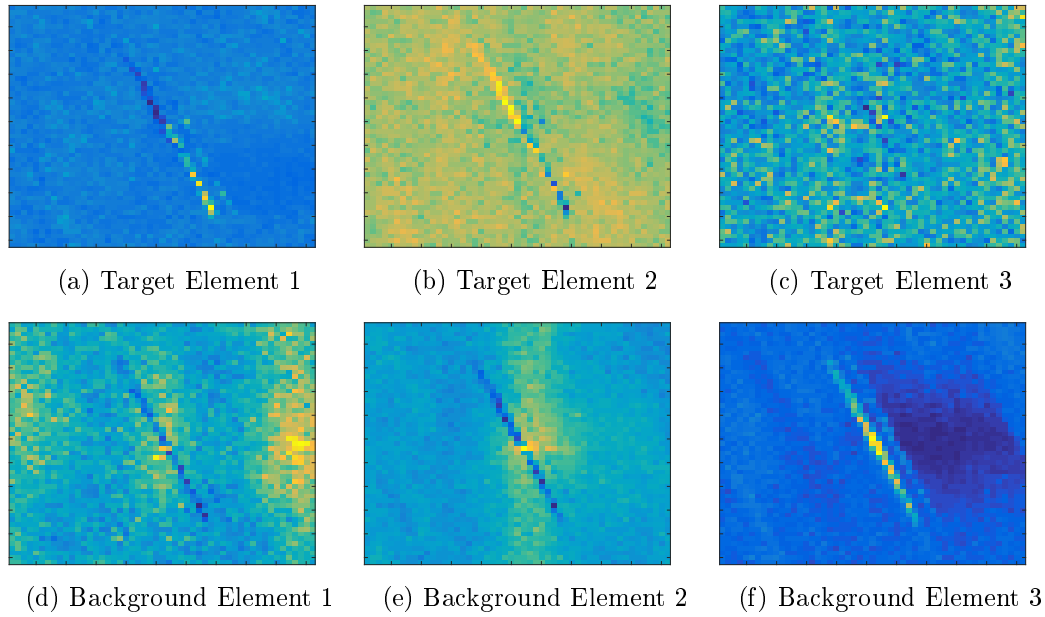 (a) Target Element 1
(b) Target Element 2
(c) Target Element 3
(d) Background Element 1
(e) Background Element 2
(f) Background Element 3